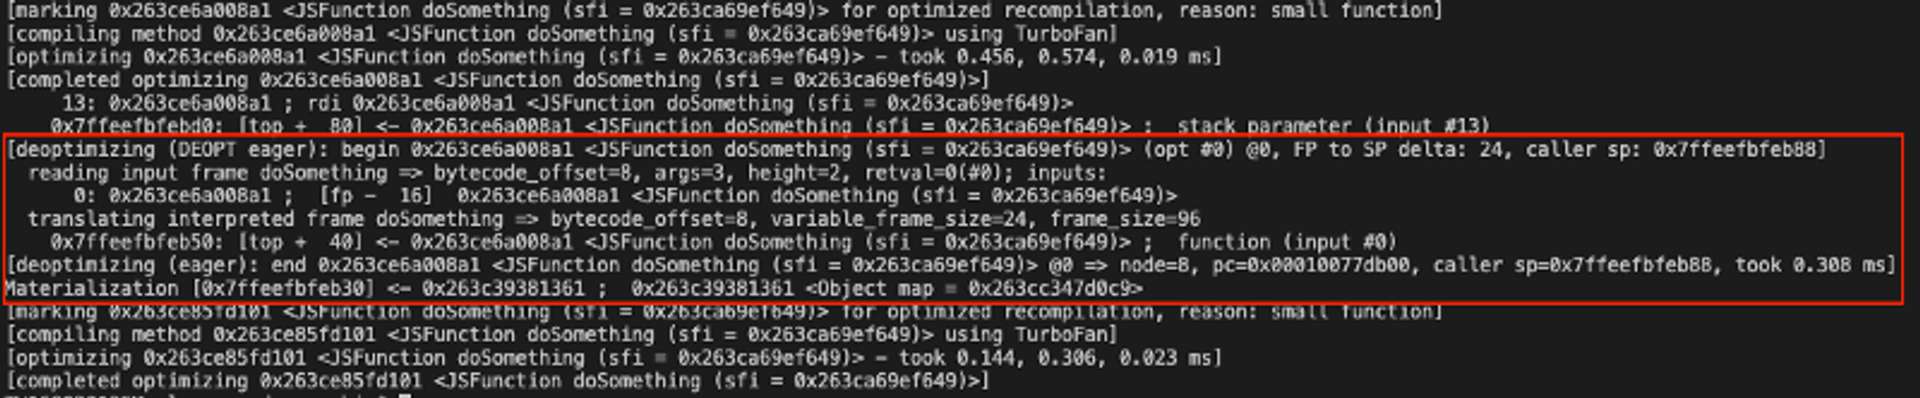 [marking 0x263ce6a008a1 <JSFunction doSomething (sfi = 0x263ca69ef649)> for optimized recompilation, reason: small function]
[compiling method 0x263ce6a008a1 <JSFunction doSomething (sfi = 0x263ca69ef649)> using TurboFan]
[optimizing 0x263ce6a008a1 <JSFunction doSomething (sfi = 0x263ca69ef649)> - took 0.456, 0.574, 0.019 ms]
[completed optimizing 0x263ce6a008a1 <JSFunction doSomething (sfi = 0x263ca69ef649)>]
13: 0x263ce6a008a1 ; rdi 0x263ce6a008a1 <JSFunction doSomething (sfi = 0x263ca69ef649)>
0x7ffeefbfebd0: [top + 80] <- 0x263ce6a008a1 <JSFunction doSomething (sfi = 0x263ca69ef649)> ; stack parameter (input #13)
[deoptimizing (DEOPT eager): begin 0x263ce6a008a1 <JSFunction doSomething (sfi = 0x263ca69ef649)> (opt #0) @0, FP to SP delta: 24, caller sp: 0x7ffeefbfeb88]
reading input frame doSomething => bytecode_offset=8, args=3, height=2, retval=0(#0); inputs:
0: 0x263ce6a008a1 ; [fp - 16] 0x263ce6a008a1 <JSFunction doSomething (sfi = 0x263ca69ef649)>
translating interpreted frame doSomething => bytecode_offset=8, variable_frame_size=24, frame_size=96
0x7ffeefbfeb50: [top + 40] <- 0x263ce6a008a1 <JSFunction doSomething (sfi = 0x263ca69ef649)> ; function (input #0)
[deoptimizing (eager): end 0x263ce6a008a1 <JSFunction doSomething (sfi = 0x263ca69ef649)> @0 => node=8, pc=0x00010077db00, caller sp=0x7ffeefbfeb88, took 0.308 ms]
Materialization [0x7ffeefbfeb30] <- 0x263c39381361 ; 0x263c39381361 <Object map = 0x263cc347d0c9>
[marking 0x263ce85fd101 <JSFunction doSomething (sfi = 0x263ca69ef649)> for optimized recompilation, reason: small function]
[compiling method 0x263ce85fd101 <JSFunction doSomething (sfi = 0x263ca69ef649)> using TurboFan]
[optimizing 0x263ce85fd101 <JSFunction doSomething (sfi = 0x263ca69ef649)> - took 0.144, 0.306, 0.023 ms]
[completed optimizing 0x263ce85fd101 <JSFunction doSomething (sfi = 0x263ca69ef649)>]